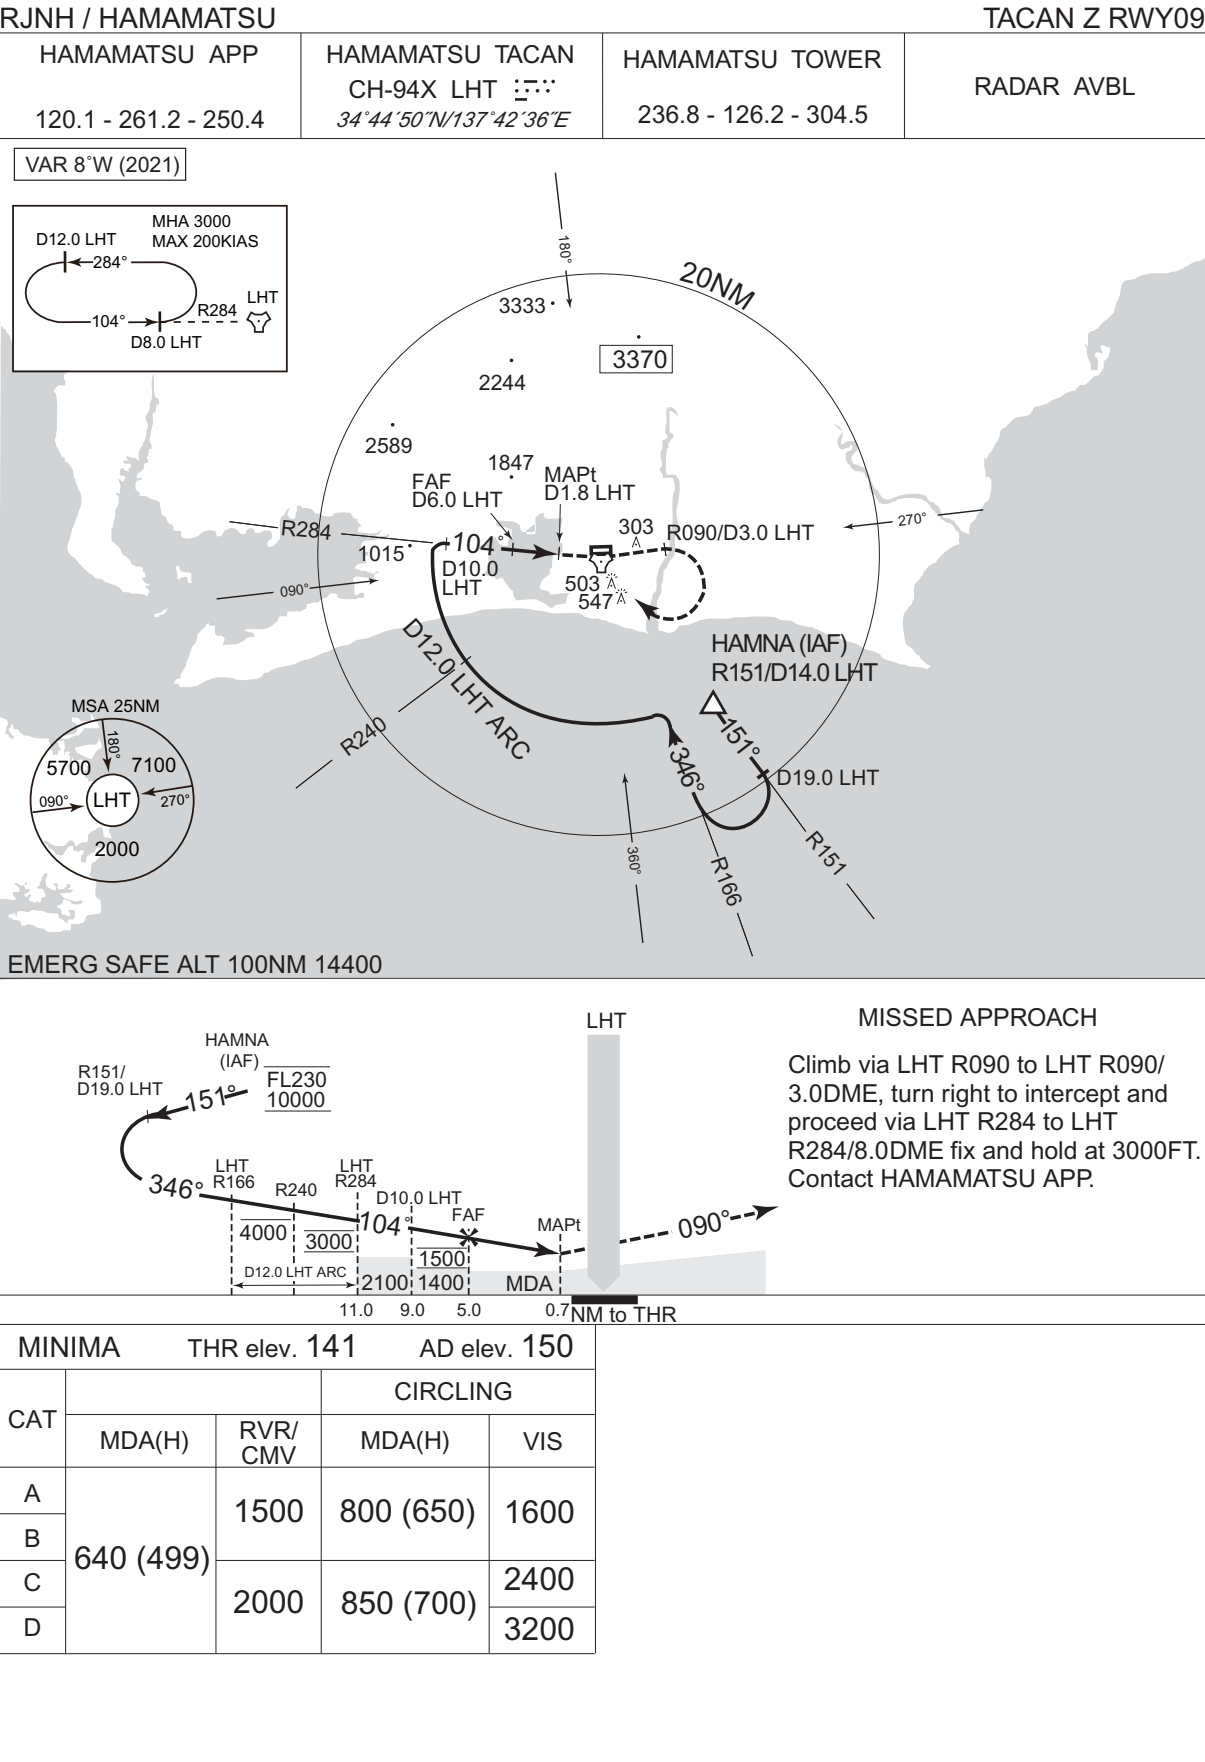 RJNH / HAMAMATSU
TACAN Z RWY09
HAMAMATSU APP
120.1 - 261.2 - 250.4
HAMAMATSU TACAN
CH-94X LHT
34°44´50˝N/137°42´36˝E
HAMAMATSU TOWER
236.8 - 126.2 - 304.5
RADAR AVBL
VAR 8°W (2021)
MHA 3000
MAX 200KIAS
D12.0 LHT
284°
LHT
R284
104°
D8.0 LHT
180°
20NM
3333
3370
2244
2589
1847
FAF
D6.0 LHT
MAPt
D1.8 LHT
R284
1015
104°
D10.0
LHT
303
R090/D3.0 LHT
270°
090°
503
547
HAMNA (IAF)
R151/D14.0 LHT
D12.0 LHT ARC
R240
151°
346°
D19.0 LHT
R151
R166
360°
MSA 25NM
180°
5700
7100
090°
LHT
270°
2000
EMERG SAFE ALT 100NM 14400
LHT
HAMNA
(IAF)
R151/
D19.0 LHT
151°
FL230
10000
346°
LHT
R166
R240
LHT
R284
D10.0 LHT
104°
FAF
MAPt
090°
4000
3000
1500
D12.0 LHT ARC
2100
1400
MDA
11.0
9.0
5.0
0.7
NM to THR
MISSED APPROACH
Climb via LHT R090 to LHT R090/
3.0DME, turn right to intercept and
proceed via LHT R284 to LHT
R284/8.0DME fix and hold at 3000FT.
Contact HAMAMATSU APP.
MINIMA THR elev. 141 AD elev. 150
CAT
CIRCLING
MDA(H)
RVR/
CMV
MDA(H)
VIS
A
B
C
D
640 (499)
1500
2000
800 (650)
850 (700)
1600
2400
3200